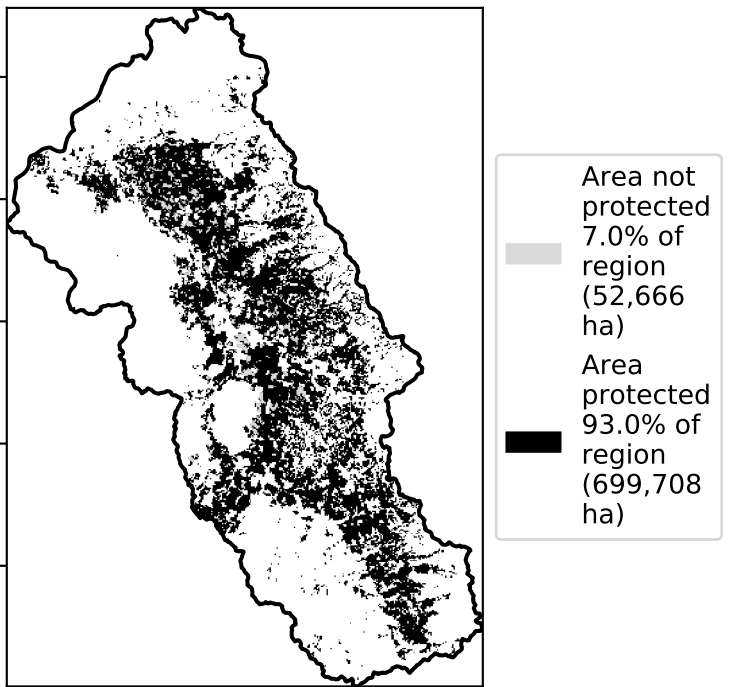 Area not
protected
7.0% of
region
(52,666
ha)
Area
protected
93.0% of
region
(699,708
ha)